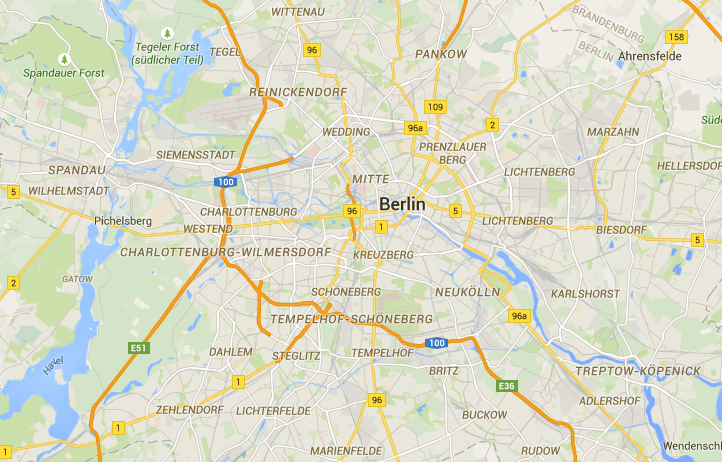 WITTENAU
BRANDENBURG
BERLIN
158
Tegeler Forst
(südlicher Teil)
TEGEL
96
PANKOW
Ahrensfelde
Spandauer Forst
REINICKENDORF
109
2
96a
WEDDING
MARZAHN
PRENZLAUER
BERG
SIEMENSSTADT
SPANDAU
MITTE
LICHTENBERG
HELLERSDORF
100
5
WILHELMSTADT
Berlin
CHARLOTTENBURG
96
5
Pichelsberg
LICHTENBERG
WESTEND
1
BIESDORF
5
CHARLOTTENBURG-WILMERSDORF
KREUZBERG
GATOW
2
SCHÖNEBERG
NEUKÖLLN
KARLSHORST
TEMPELHOF-SCHÖNEBERG
96a
100
E51
DAHLEM
STEGLITZ
TEMPELHOF
Havel
BRITZ
TREPTOW-KÖPENICK
1
E36
96
ADLERSHOF
ZEHLENDORF
LICHTERFELDE
BUCKOW
1
1
MARIENFELDE
RUDOW